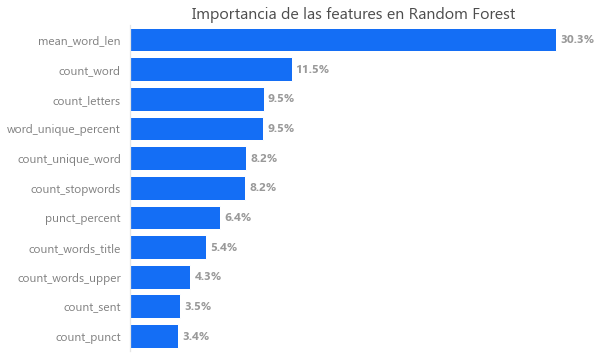 Importancia de las features en Random Forest
mean_word_len 30.3%
count_word 11.5%
count_letters 9.5%
word_unique_percent 9.5%
count_unique_word 8.2%
count_stopwords 8.2%
punct_percent 6.4%
count_words_title 5.4%
count_words_upper 4.3%
count_sent 3.5%
count_punct 3.4%